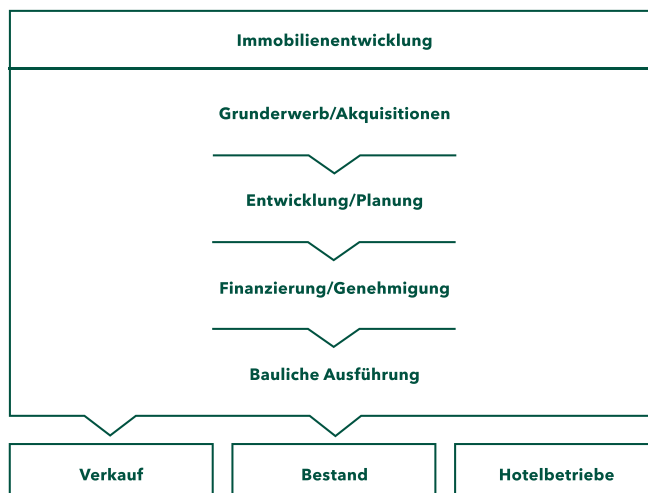 Immobilienentwicklung
Grunderwerb/Akquisitionen
Entwicklung/Planung
Finanzierung/Genehmigung
Bauliche Ausführung
Verkauf
Bestand
Hotelbetriebe